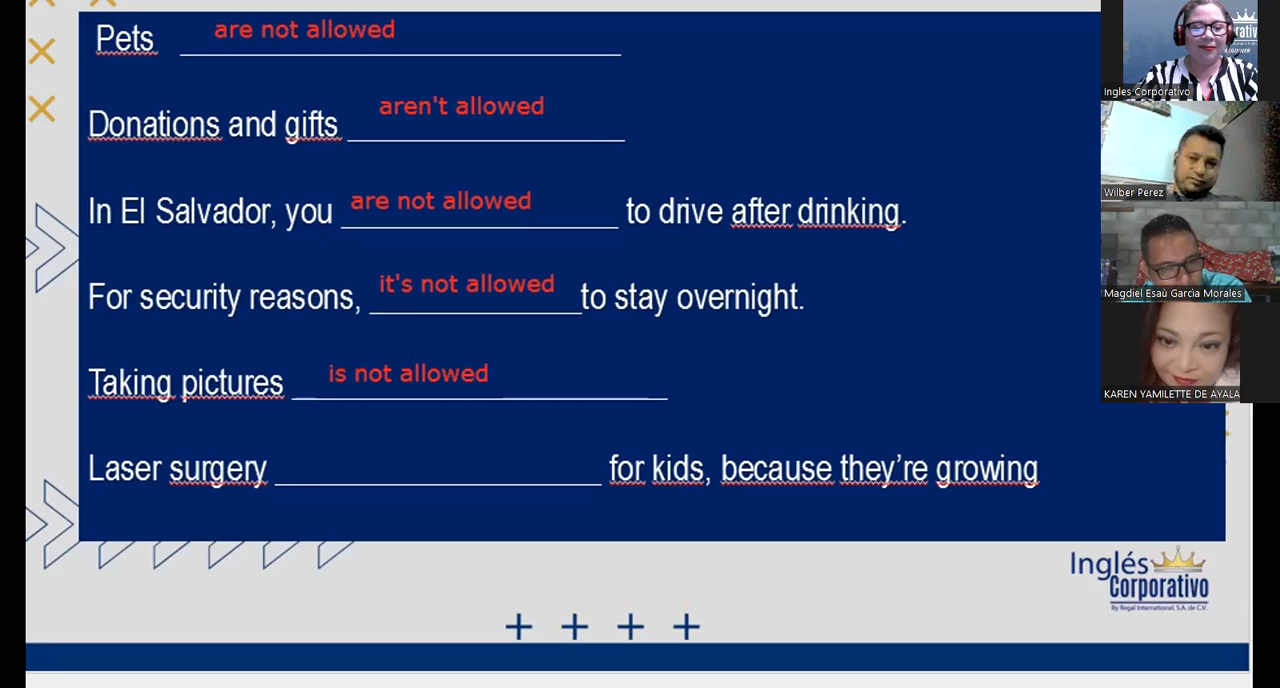 Pets are not allowed
Donations and gifts aren't allowed
In El Salvador, you are not allowed to drive after drinking.
For security reasons, it's not allowed to stay overnight.
Taking pictures is not allowed
Laser surgery ____________________ for kids, because they're growing
Ingles Corporativo
Wilber Perez
Magdiel Esaù Garcìa Morales
KAREN YAMILETTE DE AYALA
Inglés
Corporativo
By Regal International, S.A. de C.V.